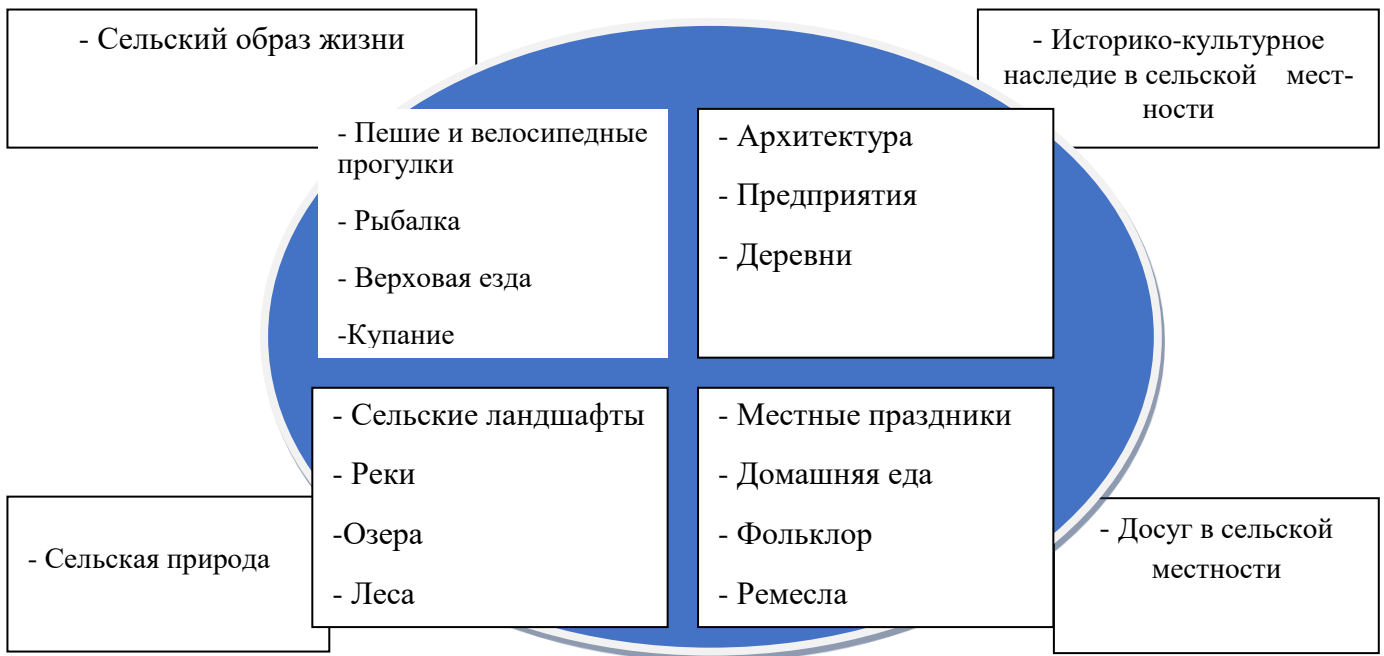 - Сельский образ жизни
- Историко-культурное
наследие в сельской мест-
ности
- Пешие и велосипедные
прогулки
- Рыбалка
- Верховая езда
-Купание
- Архитектура
- Предприятия
- Деревни
- Сельские ландшафты
- Реки
-Озера
- Леса
- Местные праздники
- Домашняя еда
- Фольклор
- Ремесла
- Сельская природа
- Досуг в сельской
местности